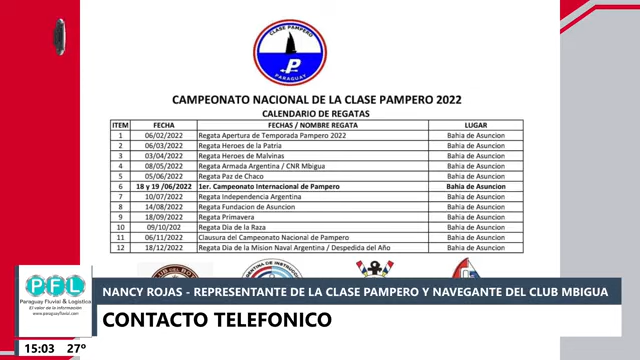 CLASE PAMPERO
P
PARAGUAY
CAMPEONATO NACIONAL DE LA CLASE PAMPERO 2022
CALENDARIO DE REGATAS
ITEM FECHA FECHAS / NOMBRE REGATA LUGAR
1 06/02/2022 Regata Apertura de Temporada Pampero 2022 Bahia de Asuncion
2 06/03/2022 Regata Heroes de la Patria Bahia de Asuncion
3 03/04/2022 Regata Heroes de Malvinas Bahia de Asuncion
4 08/05/2022 Regata Armada Argentina / CNR Mbigua Bahia de Asuncion
5 05/06/2022 Regata Paz de Chaco Bahia de Asuncion
6 18 y 19 /06/2022 1er. Campeonato Internacional de Pampero Bahia de Asuncion
7 10/07/2022 Regata Independencia Argentina Bahia de Asuncion
8 14/08/2022 Regata Fundacion de Asuncion Bahia de Asuncion
9 18/09/2022 Regata Primavera Bahia de Asuncion
10 09/10/202 Regata Dia de la Raza Bahia de Asuncion
11 06/11/2022 Clausura del Campeonato Nacional de Pampero Bahia de Asuncion
12 18/12/2022 Regata Dia de la Mision Naval Argentina / Despedida del Año Bahia de Asuncion
PFL
Paraguay Fluvial & Logistica
El valor de la información
www.paraguayfluvial.com
NANCY ROJAS - REPRESENTANTE DE LA CLASE PAMPERO Y NAVEGANTE DEL CLUB MBIGUA
CONTACTO TELEFONICO
15:03 27º